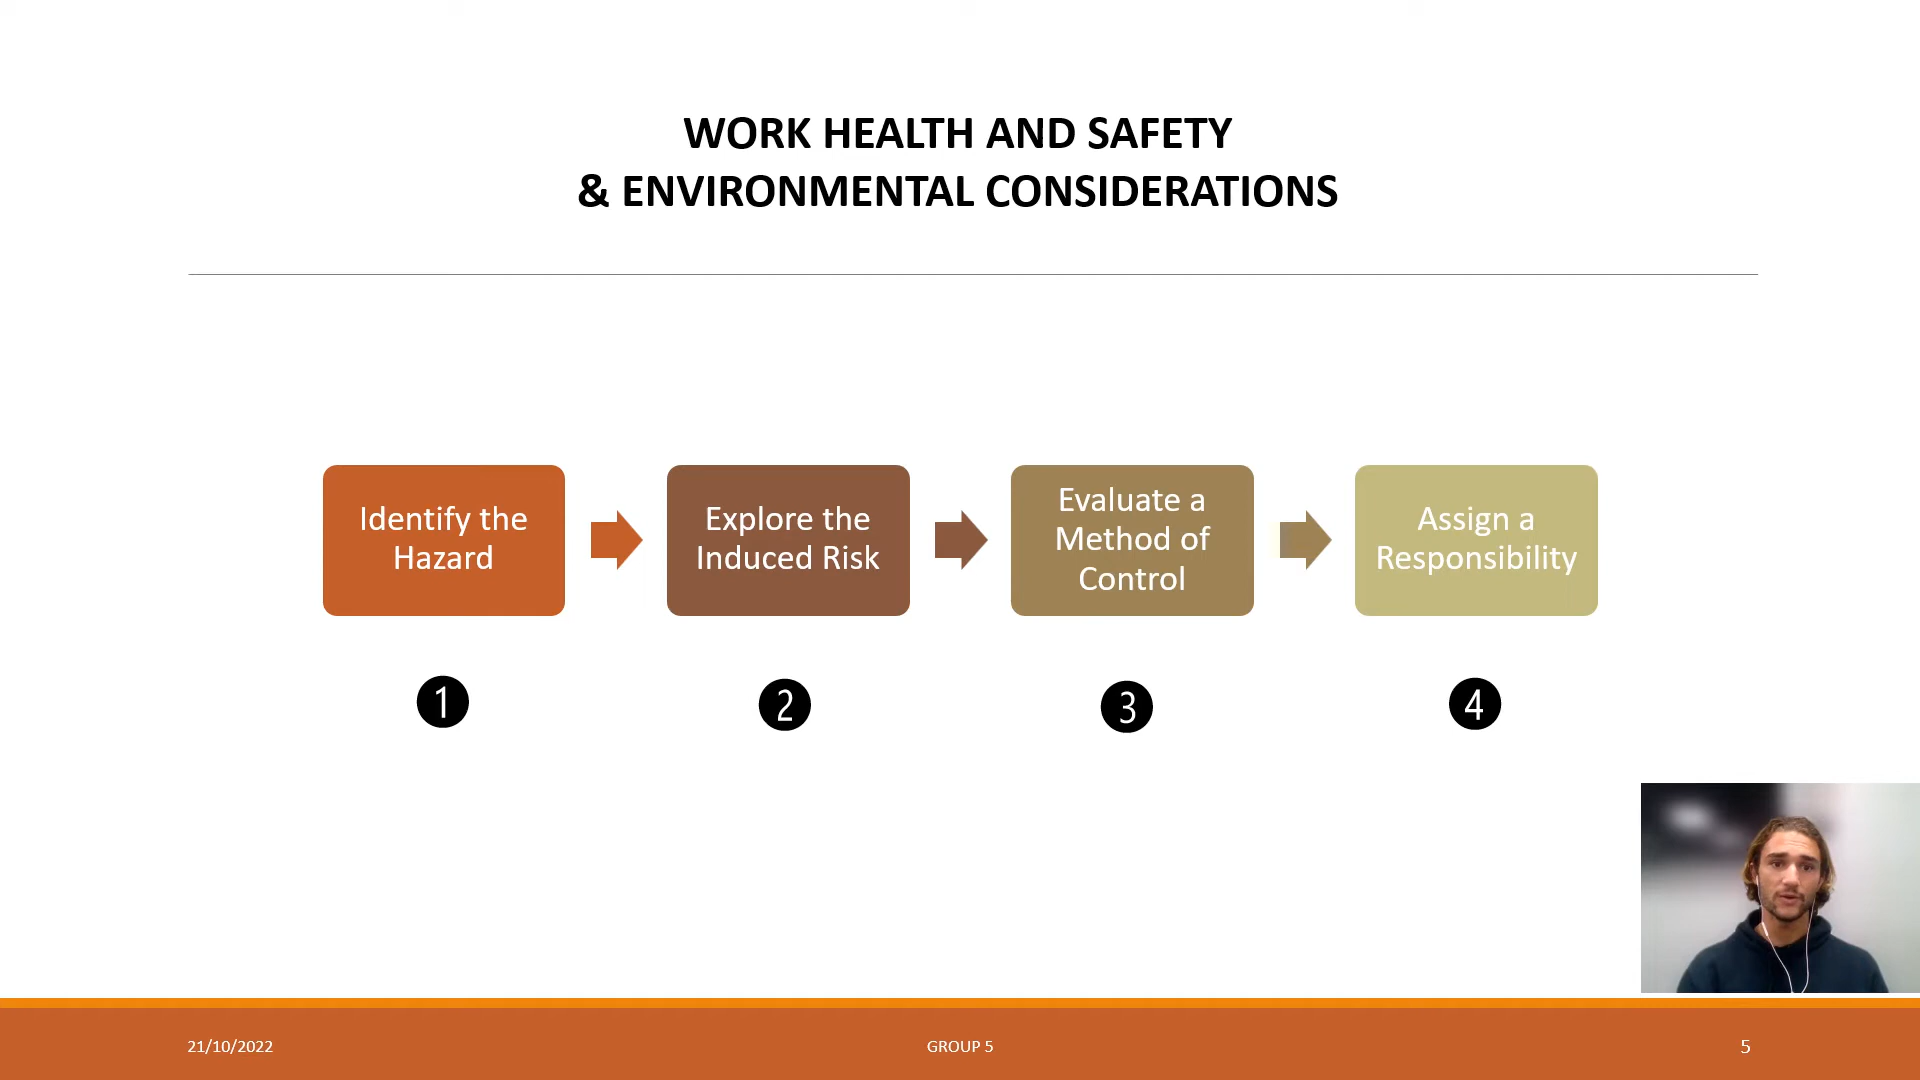 WORK HEALTH AND SAFETY
& ENVIRONMENTAL CONSIDERATIONS
Identify the
Hazard
Explore the
Induced Risk
Evaluate a
Method of
Control
Assign a
Responsibility
1
2
3
4
21/10/2022
GROUP 5
5